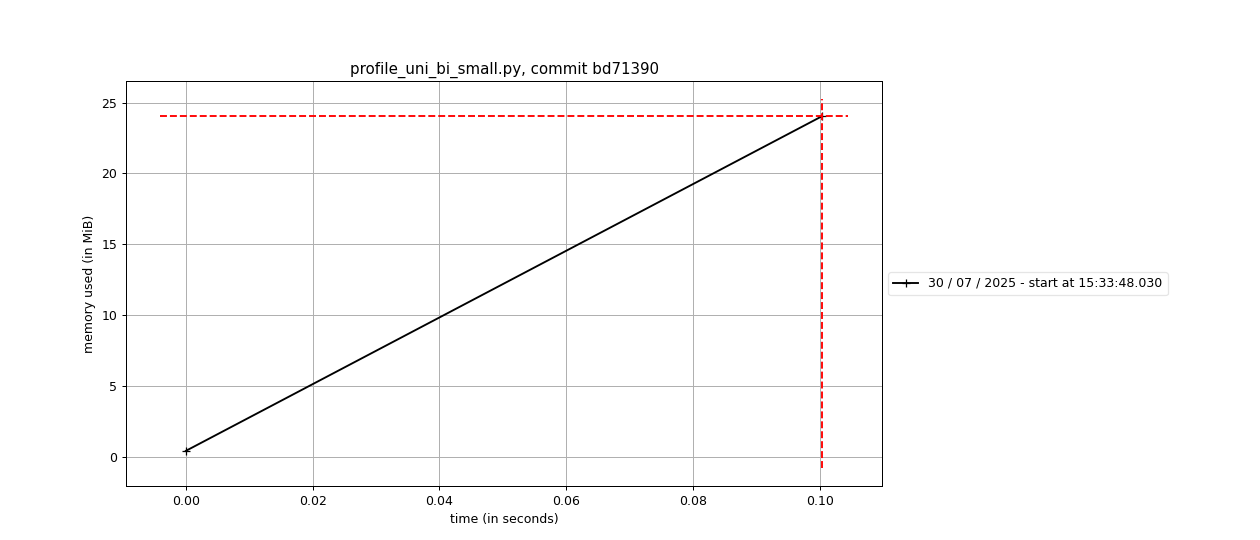 profile_uni_bi_small.py, commit bd71390
25
20
15
10
5
0
memory used (in MiB)
0.00 0.02 0.04 0.06 0.08 0.10
time (in seconds)
30 / 07 / 2025 - start at 15:33:48.030